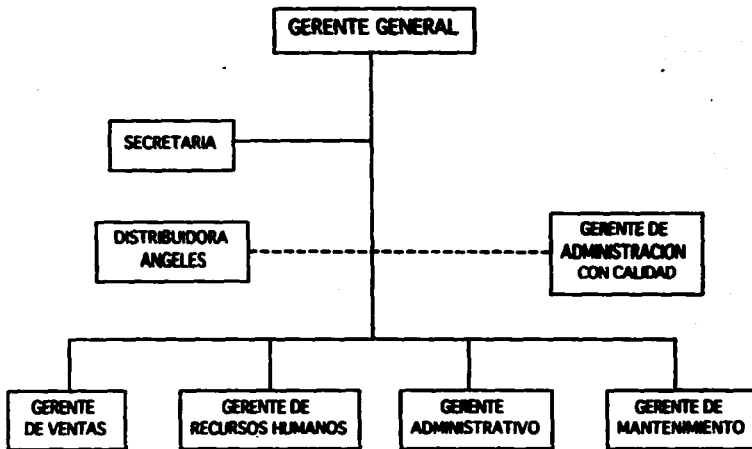 GERENTE GENERAL
SECRETARIA
DISTRIBUIDORA
ANGELES
GERENTE DE
ADMINISTRACION
CON CALIDAD
GERENTE
DE VENTAS
GERENTE DE
RECURSOS HUMANOS
GERENTE
ADMINISTRATIVO
GERENTE DE
MANTENIMIENTO